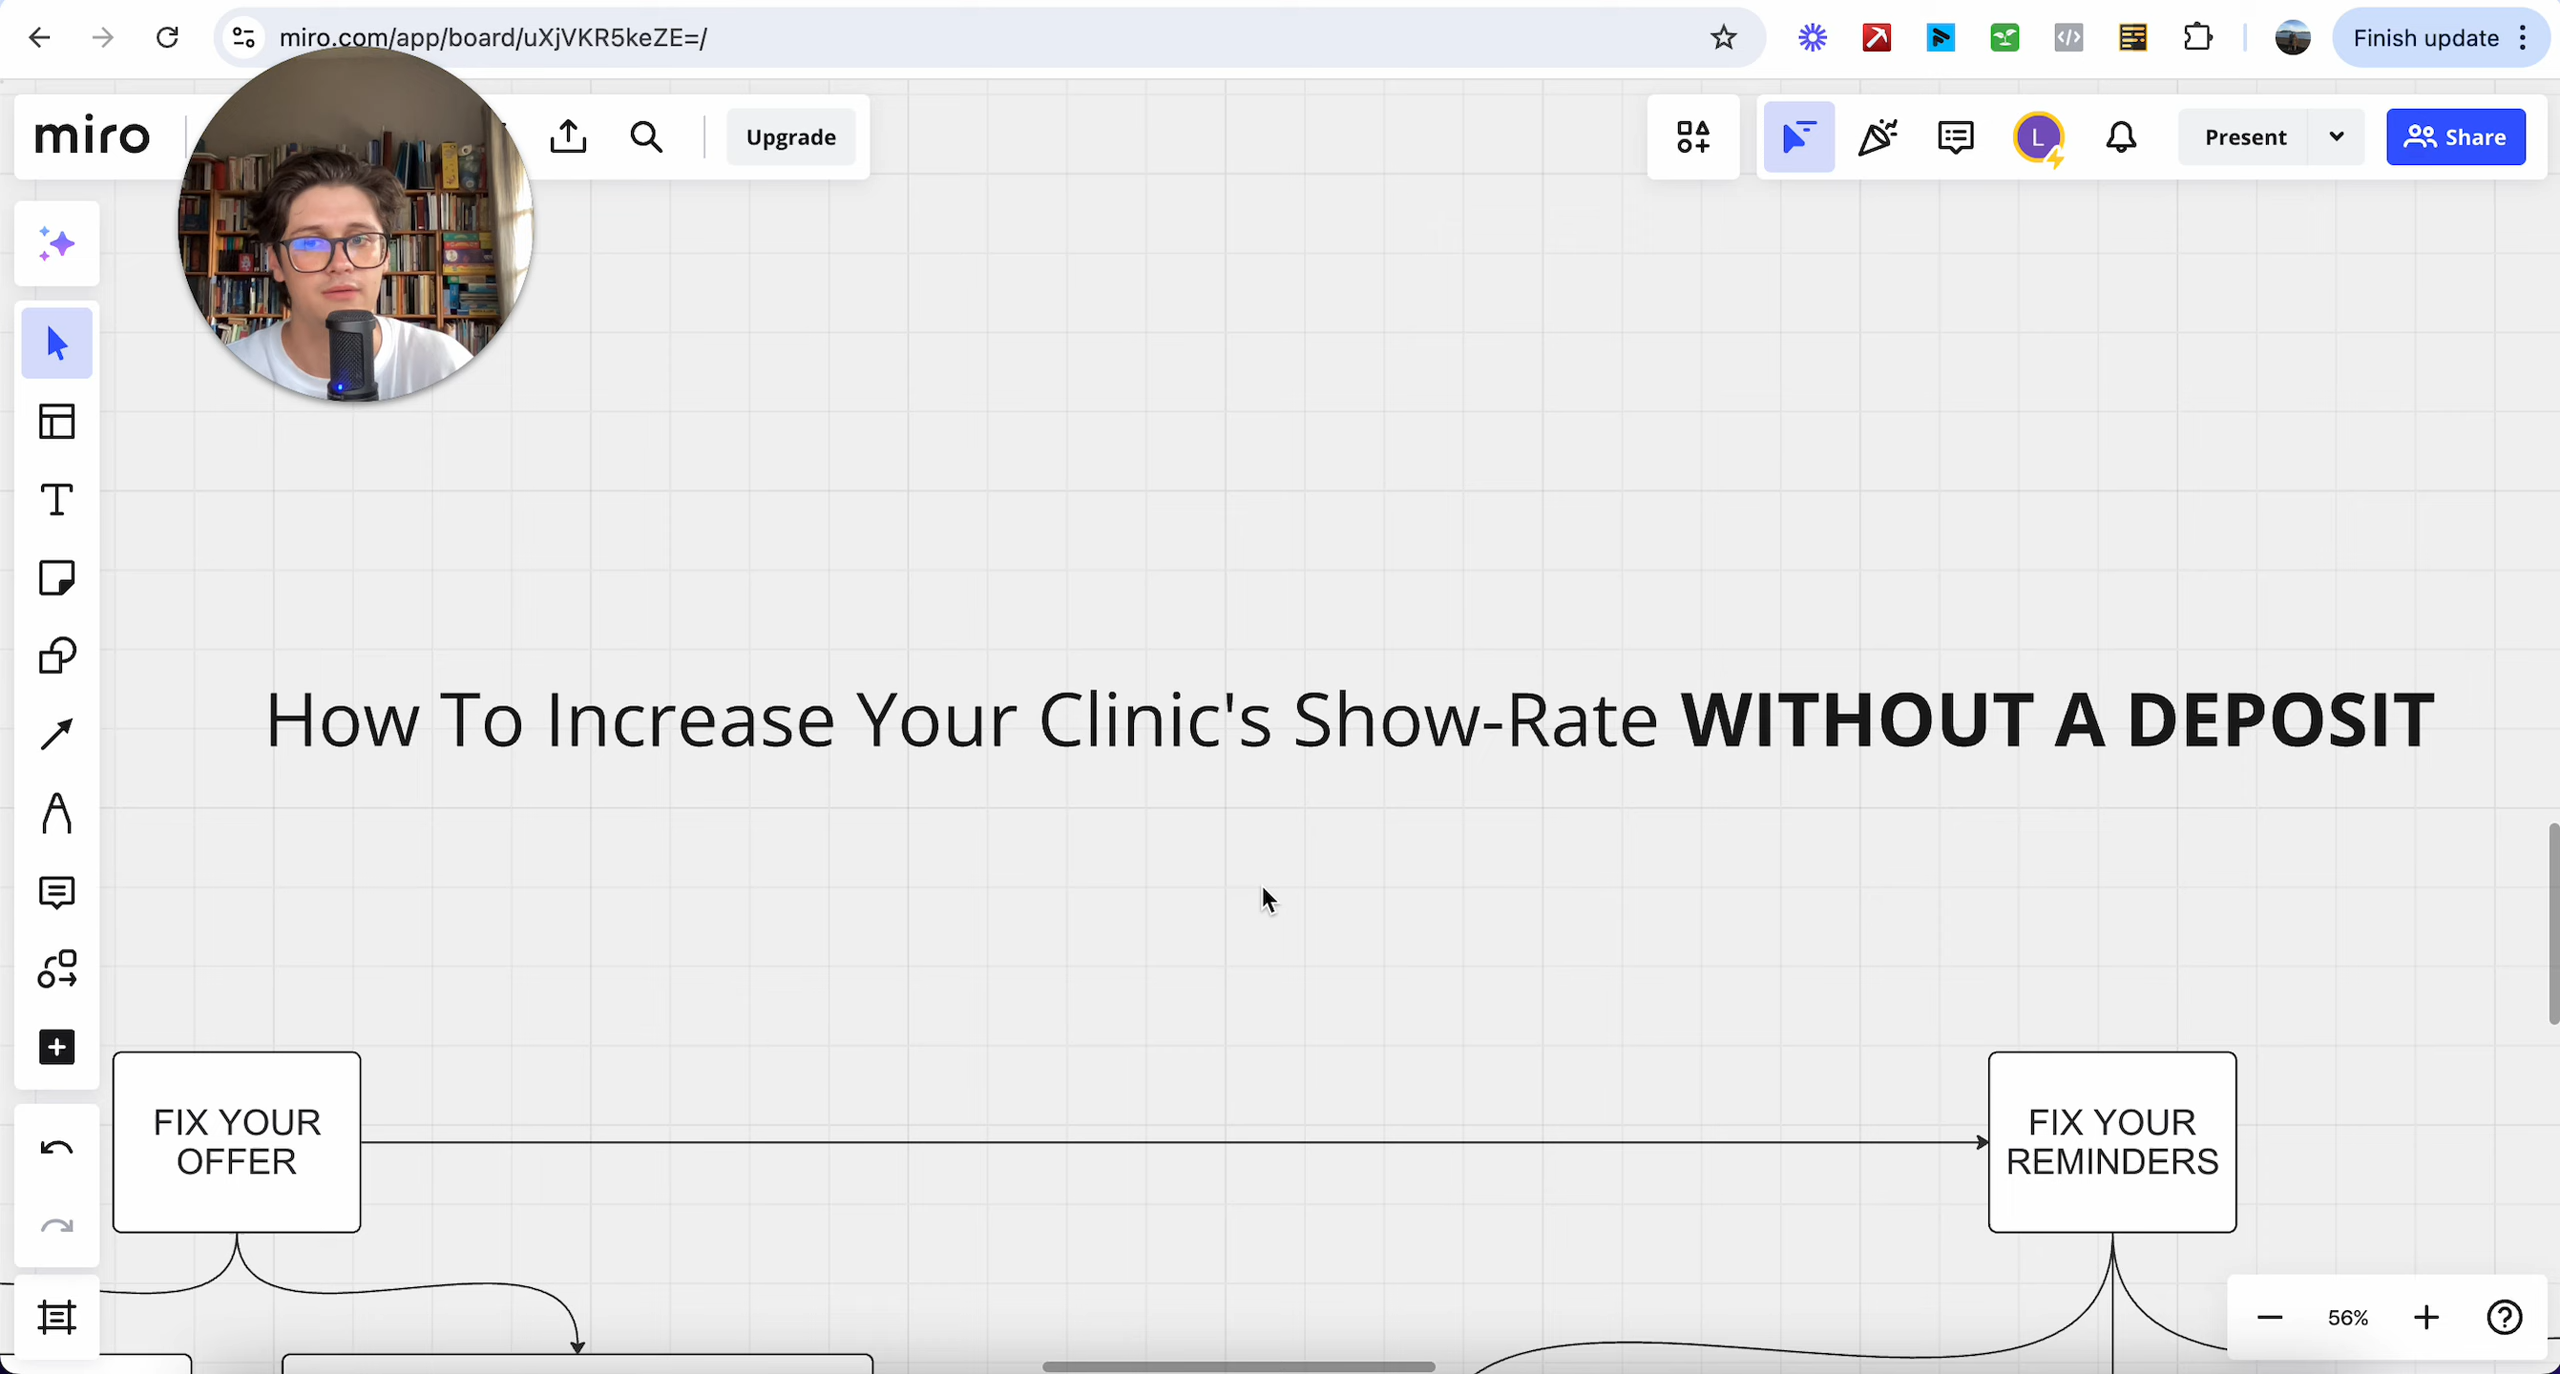 miro.com/app/board/uXjVKR5keZE=/
Finish update
miro
Upgrade
L
Present
Share
How To Increase Your Clinic's Show-Rate WITHOUT A DEPOSIT
FIX YOUR
OFFER
FIX YOUR
REMINDERS
56%